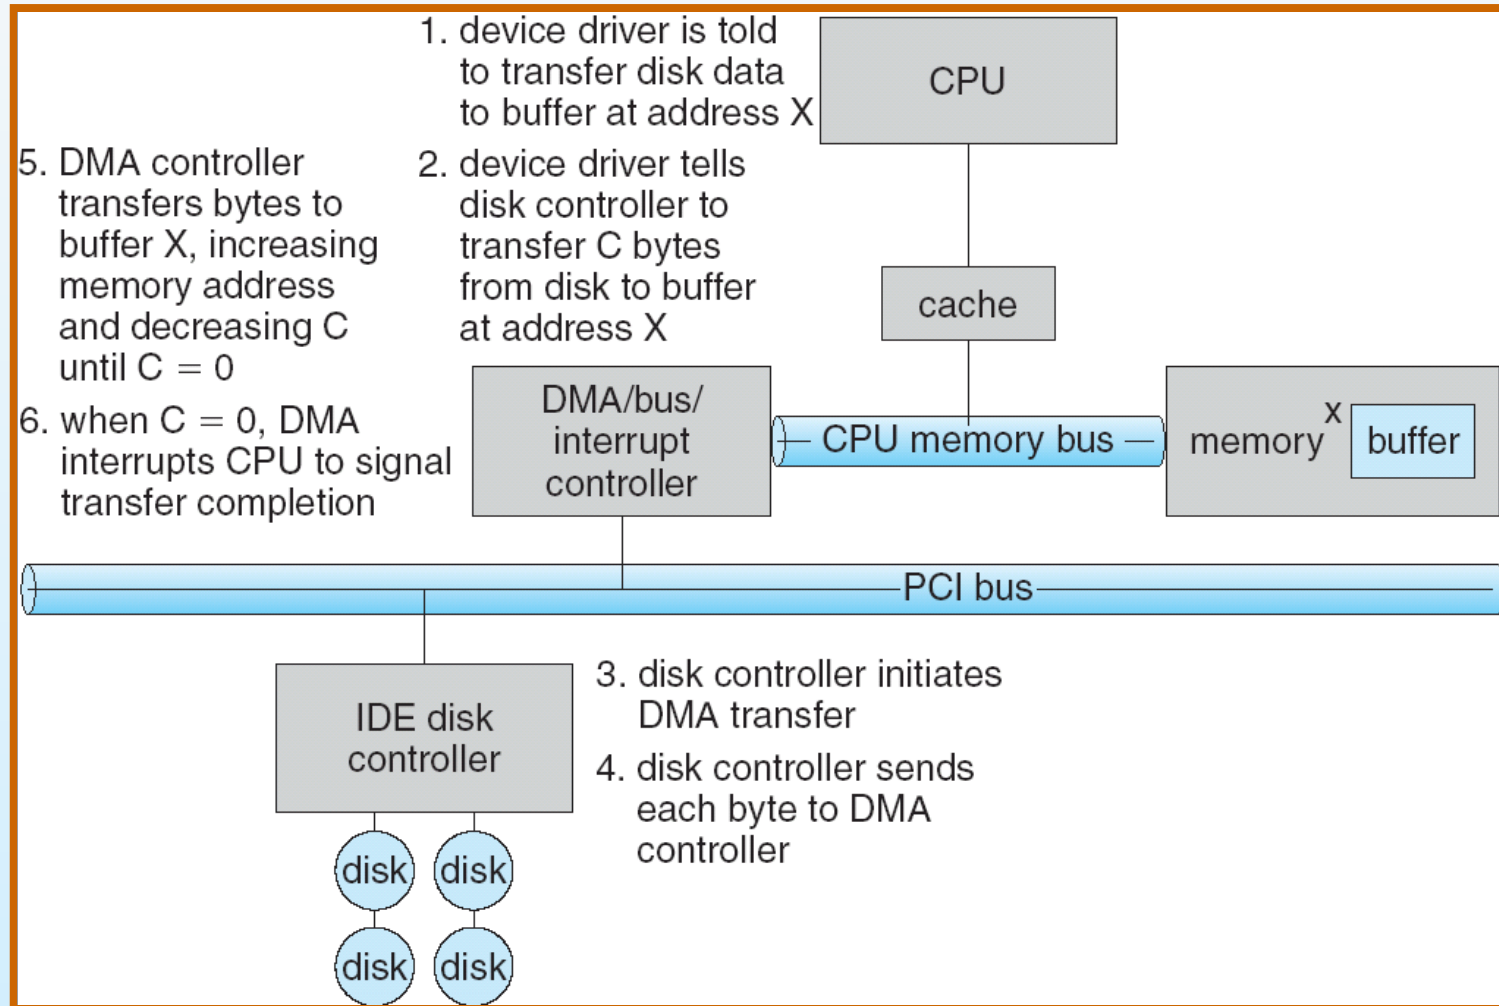 1. device driver is told
to transfer disk data
to buffer at address X
CPU
5. DMA controller
transfers bytes to
buffer X, increasing
memory address
and decreasing C
until C = 0
2. device driver tells
disk controller to
transfer C bytes
from disk to buffer
at address X
cache
6. when C = 0, DMA
interrupts CPU to signal
transfer completion
DMA/bus/
interrupt
controller
CPU memory bus
memory
X
buffer
PCI bus
IDE disk
controller
3. disk controller initiates
DMA transfer
4. disk controller sends
each byte to DMA
controller
disk
disk
disk
disk